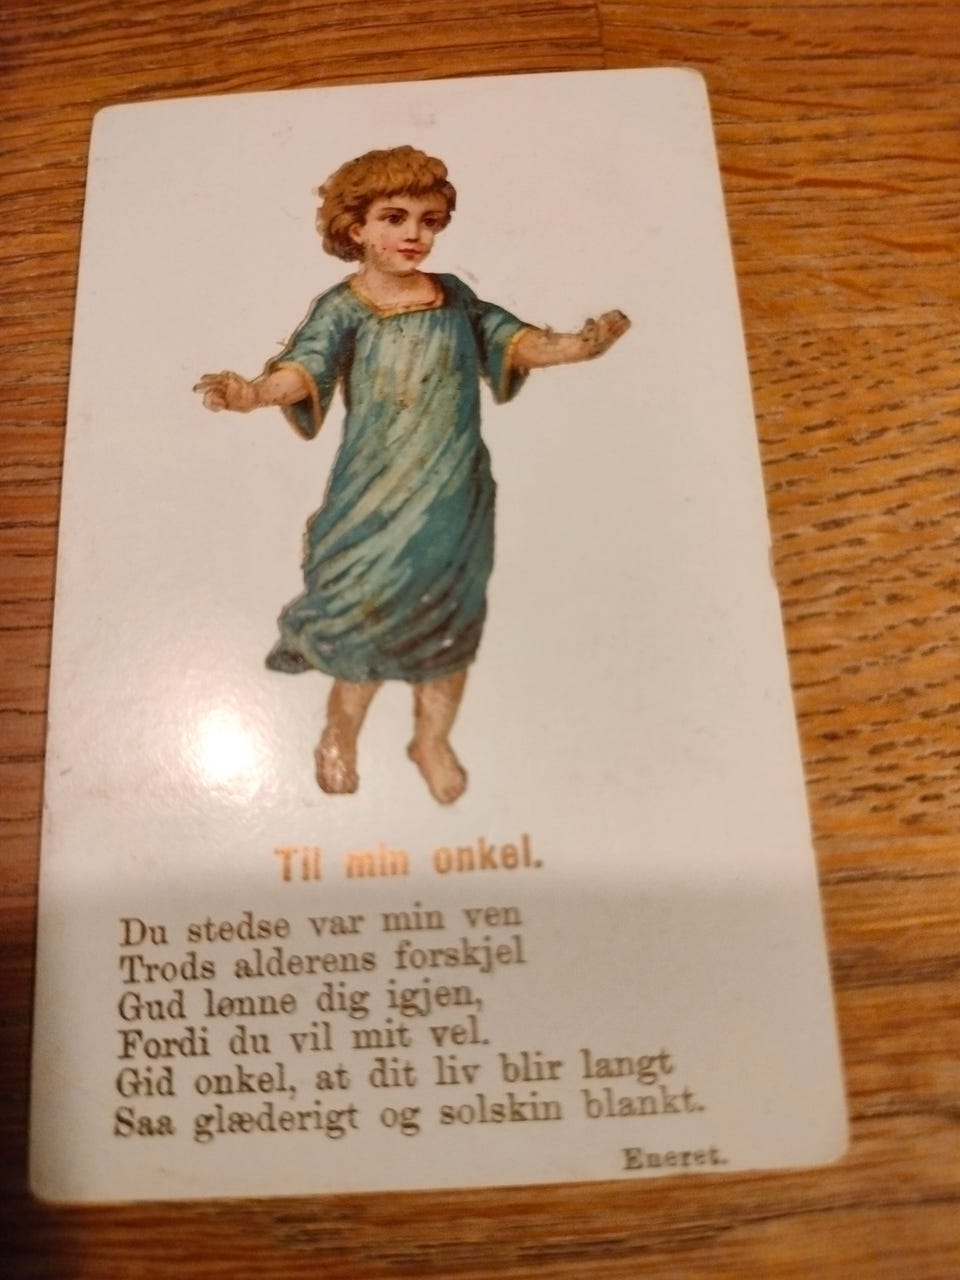 Til min onkel.
Du stedse var min ven
Trods alderens forskjel
Gud lønne dig igjen,
Fordi du vil mit vel.
Gid onkel, at dit liv blir langt
Saa glæderigt og solskin blankt.
Eneret.